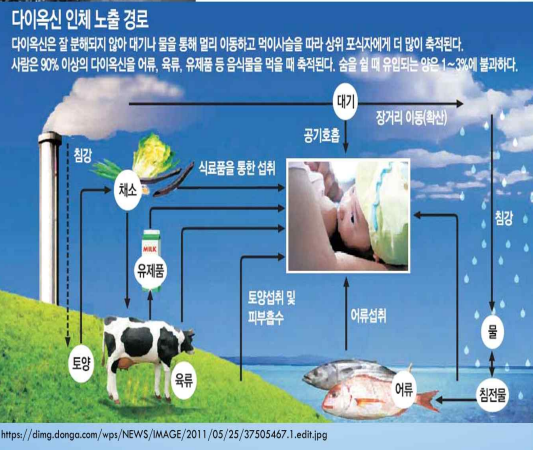 다이옥신 인체 노출 경로
다이옥신은 잘 분해되지 않아 대기나 물을 통해 멀리 이동하고 먹이사슬을 따라 상위 포식자에게 더 많이 축적된다.
사람은 90% 이상의 다이옥신을 어류, 육류, 유제품 등 음식물을 먹을 때 축적된다. 숨을 쉴 때 유입되는 양은 1~3%에 불과하다.
대기
장거리 이동(확산)
공기호흡
침강
식료품을 통한 섭취
채소
침강
MILK
유제품
토양섭취 및
피부흡수
어류섭취
물
토양
육류
어류
침전물
https://dimg.donga.com/wps/NEWS/IMAGE/2011/05/25/37505467.1.edit.jpg